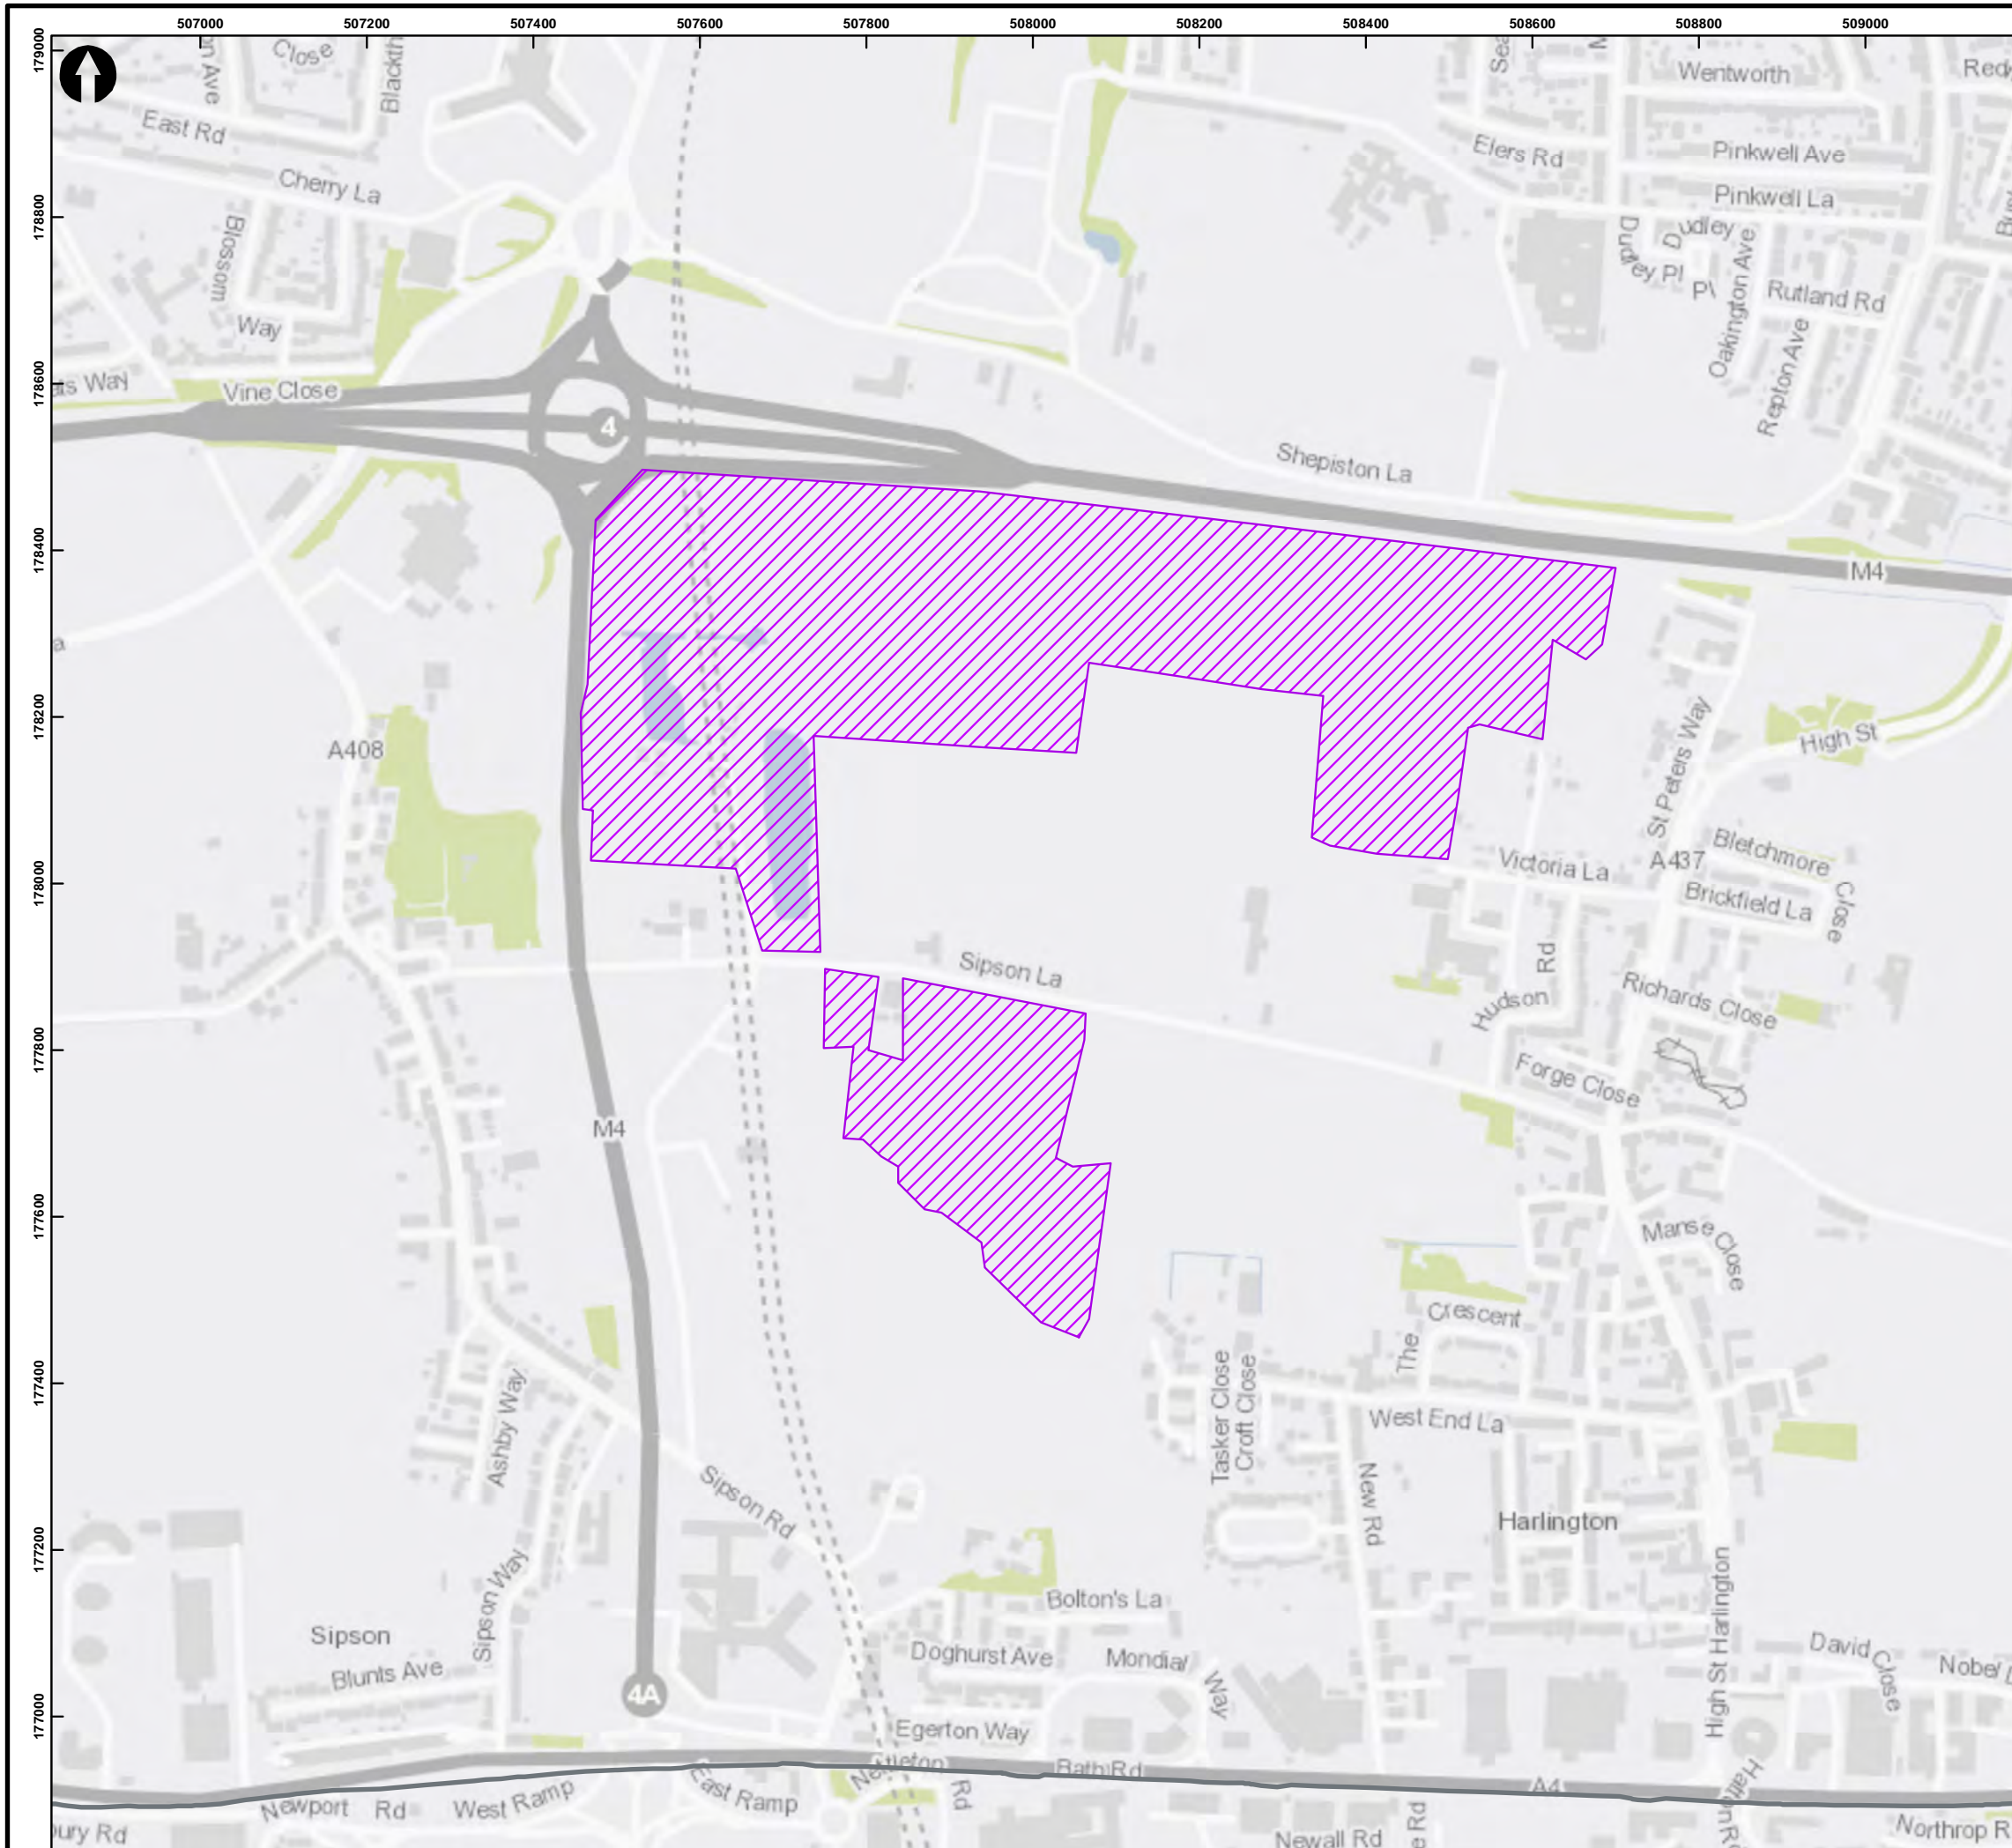 507000 507200 507400 507600 507800 508000 508200 508400 508600 508800 509000
179000
178800
178600
178400
178200
178000
177800
177600
177400
177200
177000
Close
East Rd
Cherry La
Blossom
Way
Vine Close
4
Wentworth
Elers Rd
Pinkwell Ave
Pinkwell La
Dudley
Dudley Pl
Pl
Oakington Ave
Rutland Rd
Repton Ave
Shepiston La
M4
A408
St Peters Way
High St
Victoria La
A437
Bletchmore
Close
Brickfield La
Sipson La
Hudson
Rd
Richards Close
Forge Close
M4
Manse Close
The
Crescent
Tasker Close
Croft Close
West End La
New Rd
Ashby Way
Sipson Rd
Harlington
Sipson Way
High St Harlington
Bolton's La
Sipson
Blunts Ave
Doghurst Ave
Mondial
Way
David Close
4A
Egerton Way
Bath Rd
A4
Newport Rd
West Ramp
East Ramp
Rd
Newall Rd